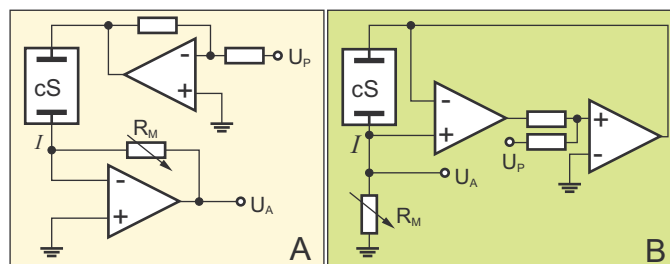 -
+
U_P
cS
I
R_M
-
+
U_A
A
cS
-
+
+
-
I
U_P
U_A
R_M
B